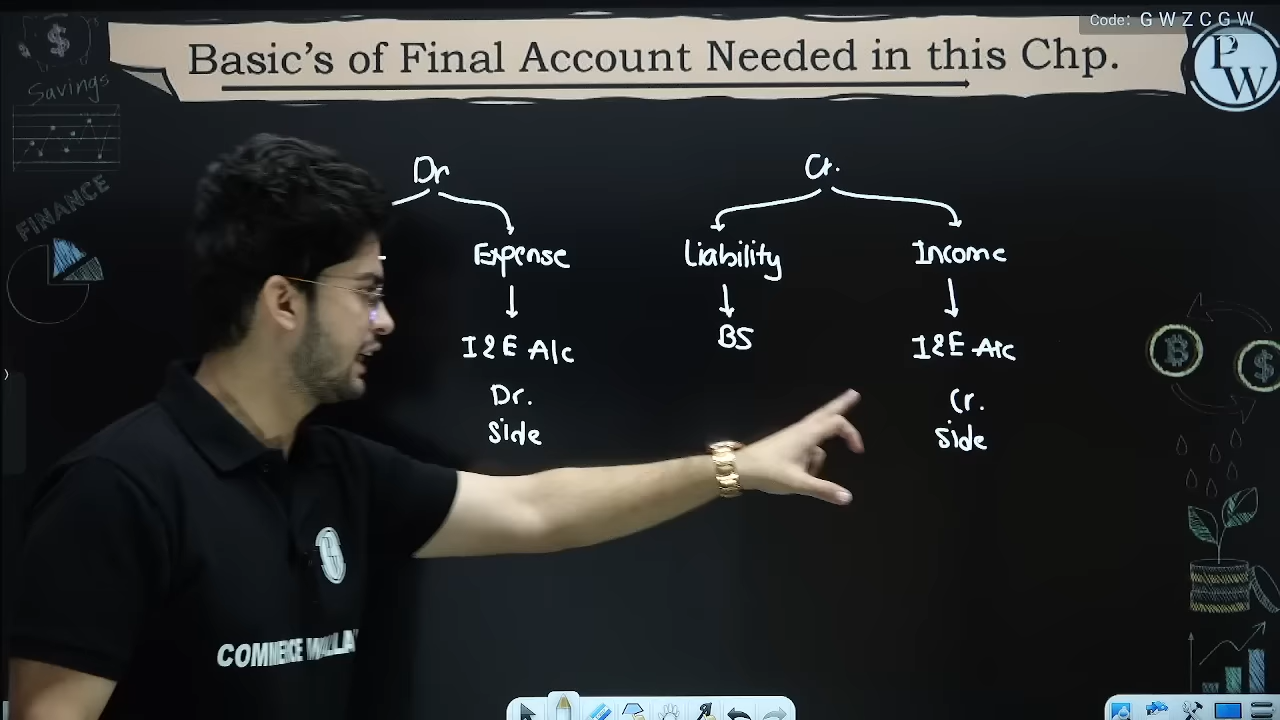 Code: G W Z C G W
Basic's of Final Account Needed in this Chp.
PW
Savings
FINANCE
Dr
Cr.
Expense
Liability
Income
I & E A/c
BS
I & E A/c
Dr.
Side
Cr.
Side
COMMERCE WALLAH